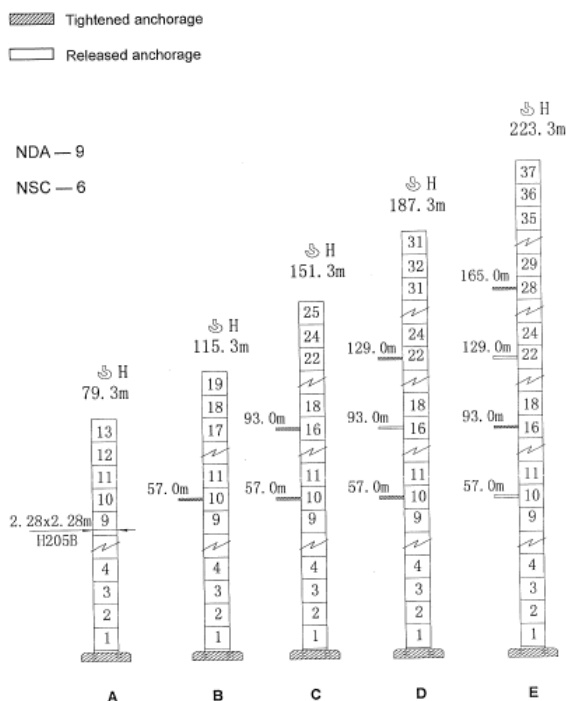 Tightened anchorage
Released anchorage
NDA — 9
NSC — 6
H
79.3m
13
12
11
10
9
4
3
2
1
2.28x2.28m
H205B
A
H
115.3m
19
18
17
11
10
9
4
3
2
1
57.0m
B
H
151.3m
25
24
22
18
16
11
10
9
4
3
2
1
93.0m
57.0m
C
H
187.3m
31
32
31
24
22
18
16
11
10
9
4
3
2
1
129.0m
93.0m
57.0m
D
H
223.3m
37
36
35
29
28
24
22
18
16
11
10
9
4
3
2
1
165.0m
129.0m
93.0m
57.0m
E